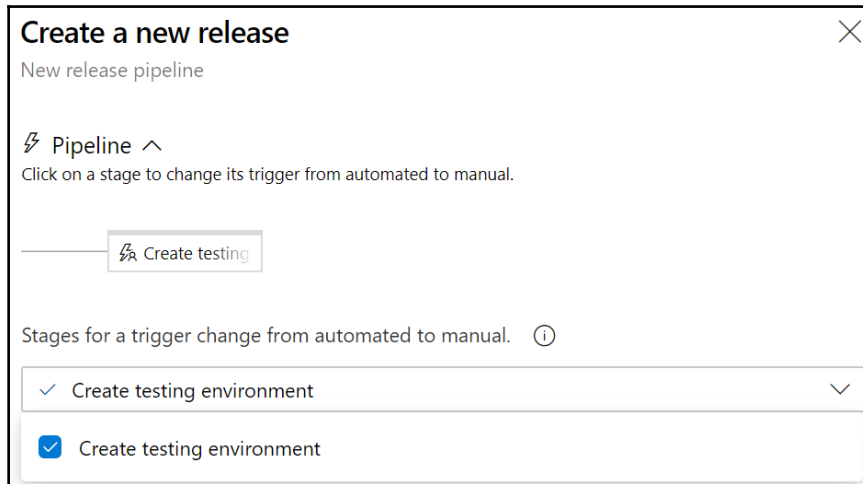 Create a new release
New release pipeline
Pipeline
Click on a stage to change its trigger from automated to manual.
Create testing
Stages for a trigger change from automated to manual.
Create testing environment
Create testing environment